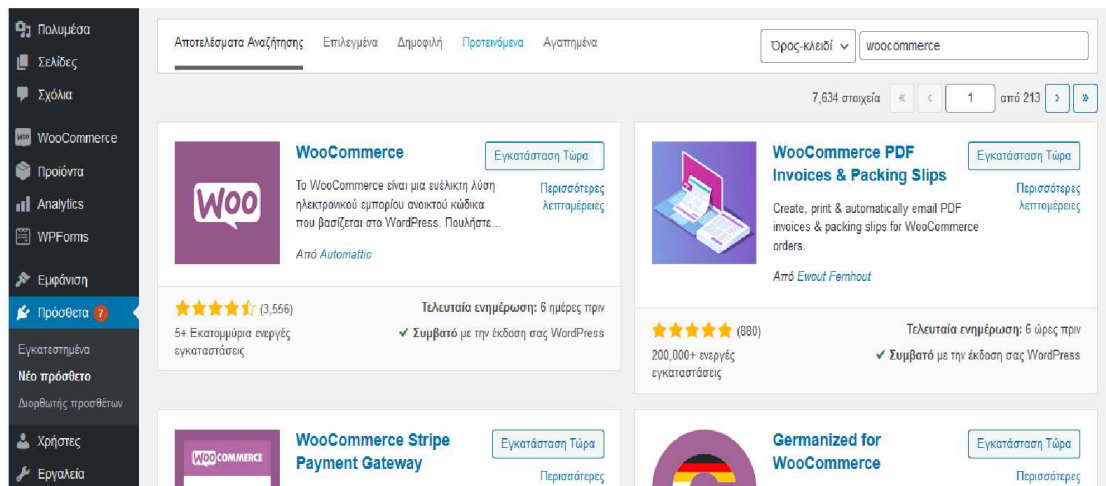 Πολυμέσα
Σελίδες
Σχόλια
WooCommerce
Προϊόντα
Analytics
WPForms
Εμφάνιση
Πρόσθετα 7
Εγκατεστημένα
Νέο πρόσθετο
Διορθωτής προσθέτων
Χρήστες
Εργαλεία
Αποτελέσματα Αναζήτησης Επιλεγμένα Δημοφιλή Προτεινόμενα Αγαπημένα
Όρος-κλειδί woocommerce
7,634 στοιχεία « ‹ 1 από 213 › »
WOO
WooCommerce
Εγκατάσταση Τώρα
Περισσότερες
λεπτομέρειες
Το WooCommerce είναι μια ευέλικτη λύση
ηλεκτρονικού εμπορίου ανοικτού κώδικα
που βασίζεται στο WordPress. Πουλήστε...
Από Automattic
(3,556)
5+ Εκατομμύρια ενεργές
εγκαταστάσεις
Τελευταία ενημέρωση: 6 ημέρες πριν
✔ Συμβατό με την έκδοση σας WordPress
WooCommerce PDF
Invoices & Packing Slips
Εγκατάσταση Τώρα
Περισσότερες
λεπτομέρειες
Create, print & automatically email PDF
invoices & packing slips for WooCommerce
orders.
Από Ewout Fernhout
(880)
200,000+ ενεργές
εγκαταστάσεις
Τελευταία ενημέρωση: 6 ώρες πριν
✔ Συμβατό με την έκδοση σας WordPress
WOO COMMERCE
WooCommerce Stripe
Payment Gateway
Εγκατάσταση Τώρα
Περισσότερες
Germanized for
WooCommerce
Εγκατάσταση Τώρα
Περισσότερες